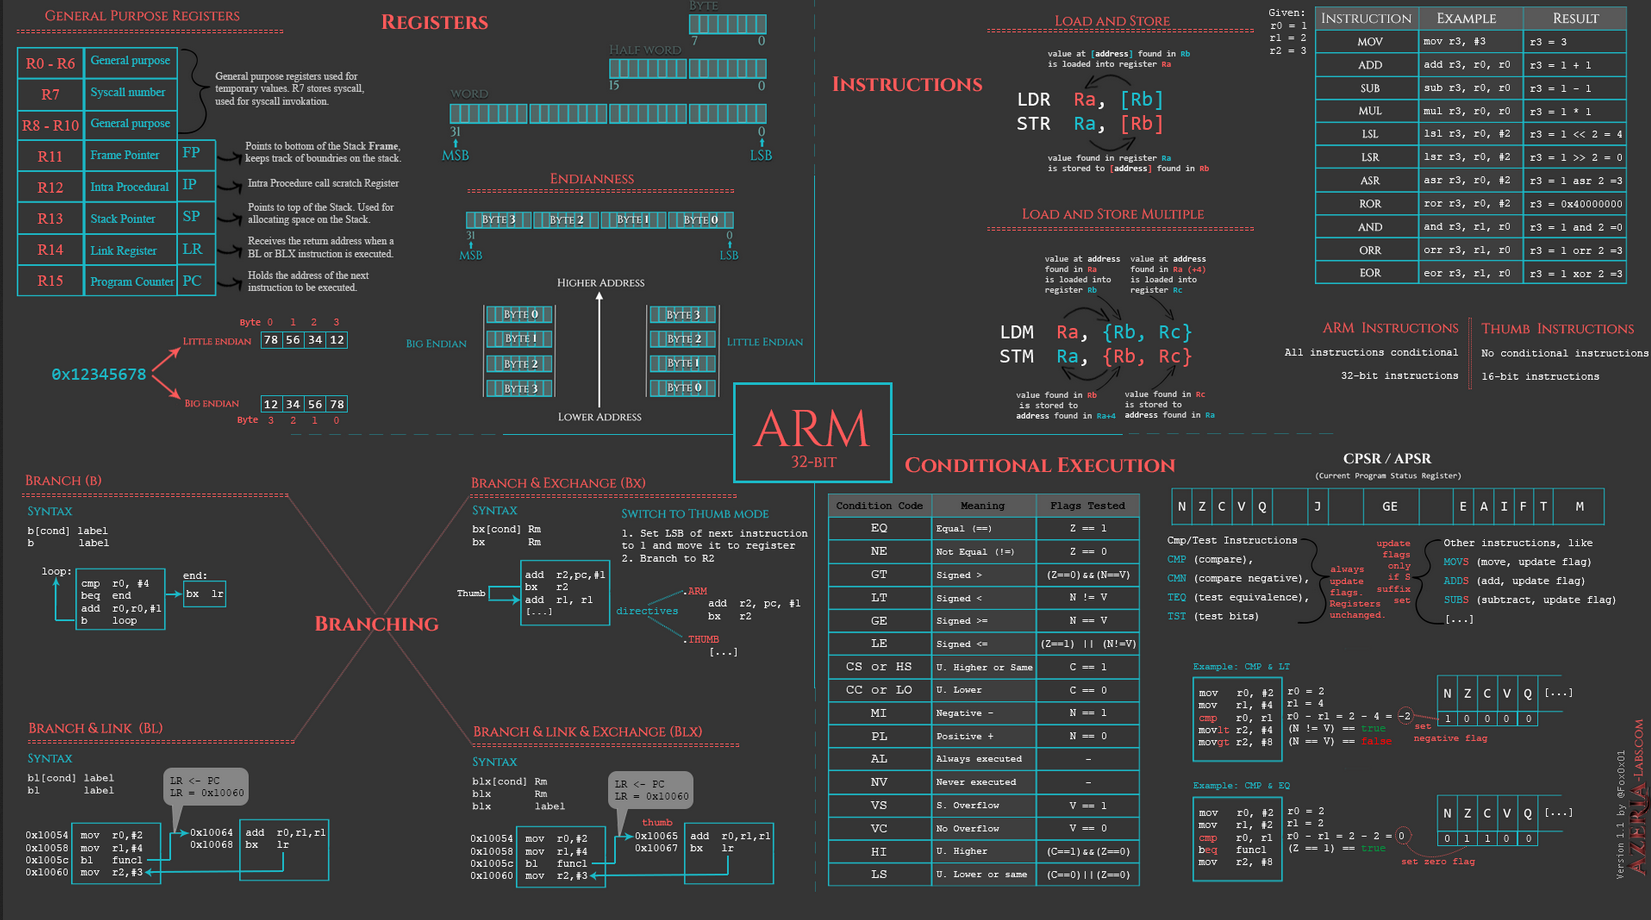 GENERAL PURPOSE REGISTERS
R0 - R6 General purpose
R7 Syscall number
R8 - R10 General purpose
R11 Frame Pointer FP
R12 Intra Procedural IP
R13 Stack Pointer SP
R14 Link Register LR
R15 Program Counter PC
General purpose registers used for
temporary values. R7 stores syscall,
used for syscall invokation.
Points to bottom of the Stack Frame,
keeps track of boundries on the stack.
Intra Procedure call scratch Register
Points to top of the Stack. Used for
allocating space on the Stack.
Receives the return address when a
BL or BLX instruction is executed.
Holds the address of the next
instruction to be executed.
REGISTERS
BYTE
7 0
HALF WORD
15 0
WORD
31 0
MSB LSB
ENDIANNESS
BYTE 3 BYTE 2 BYTE 1 BYTE 0
31 0
MSB LSB
HIGHER ADDRESS
BIG ENDIAN
BYTE 0
BYTE 1
BYTE 2
BYTE 3
BYTE 3
BYTE 2
BYTE 1
BYTE 0
LITTLE ENDIAN
LOWER ADDRESS
0x12345678
Byte 0 1 2 3
LITTLE ENDIAN 78 56 34 12
BIG ENDIAN 12 34 56 78
Byte 3 2 1 0
INSTRUCTIONS
LOAD AND STORE
value at [address] found in Rb
is loaded into register Ra
LDR Ra, [Rb]
STR Ra, [Rb]
value found in register Ra
is stored to [address] found in Rb
LOAD AND STORE MULTIPLE
value at address
found in Ra
is loaded into
register Rb
value at address
found in Ra (+4)
is loaded into
register Rc
LDM Ra, {Rb, Rc}
STM Ra, {Rb, Rc}
value found in Rb
is stored to
address found in Ra+4
value found in Rc
is stored to
address found in Ra
Given:
r0 = 1
r1 = 2
r2 = 3
INSTRUCTION EXAMPLE RESULT
MOV mov r3, #3 r3 = 3
ADD add r3, r0, r0 r3 = 1 + 1
SUB sub r3, r0, r0 r3 = 1 - 1
MUL mul r3, r0, r0 r3 = 1 * 1
LSL lsl r3, r0, #2 r3 = 1 << 2 = 4
LSR lsr r3, r0, #2 r3 = 1 >> 2 = 0
ASR asr r3, r0, #2 r3 = 1 asr 2 =3
ROR ror r3, r0, #2 r3 = 0x40000000
AND and r3, r1, r0 r3 = 1 and 2 =0
ORR orr r3, r1, r0 r3 = 1 orr 2 =3
EOR eor r3, r1, r0 r3 = 1 xor 2 =3
ARM INSTRUCTIONS
All instructions conditional
32-bit instructions
THUMB INSTRUCTIONS
No conditional instructions
16-bit instructions
ARM
32-BIT
BRANCHING
BRANCH (B)
SYNTAX
b[cond] label
b label
loop:
cmp r0, #4
beq end
add r0,r0,#1
b loop
end:
bx lr
BRANCH & EXCHANGE (BX)
SYNTAX
bx[cond] Rm
bx Rm
Thumb
add r2,pc,#1
bx r2
add r1, r1
[...]
SWITCH TO THUMB MODE
1. Set LSB of next instruction
to 1 and move it to register
2. Branch to R2
directives
.ARM
add r2, pc, #1
bx r2
.THUMB
[...]
BRANCH & LINK (BL)
SYNTAX
bl[cond] label
bl label
LR <- PC
LR = 0x10060
0x10054 mov r0,#2
0x10058 mov r1,#4
0x1005c bl func1
0x10060 mov r2,#3
0x10064 add r0,r1,r1
0x10068 bx lr
BRANCH & LINK & EXCHANGE (BLX)
SYNTAX
blx[cond] Rm
blx Rm
blx label
LR <- PC
LR = 0x10060
thumb
0x10054 mov r0,#2
0x10058 mov r1,#4
0x1005c bl func1
0x10060 mov r2,#3
0x10065 add r0,r1,r1
0x10067 bx lr
CONDITIONAL EXECUTION
Condition Code Meaning Flags Tested
EQ Equal (==) Z == 1
NE Not Equal (!=) Z == 0
GT Signed > (Z==0)&&(N==V)
LT Signed < N != V
GE Signed >= N == V
LE Signed <= (Z==1) || (N!=V)
CS or HS U. Higher or Same C == 1
CC or LO U. Lower C == 0
MI Negative - N == 1
PL Positive + N == 0
AL Always executed -
NV Never executed -
VS S. Overflow V == 1
VC No Overflow V == 0
HI U. Higher (C==1)&&(Z==0)
LS U. Lower or same (C==0)||(Z==0)
CPSR / APSR
(Current Program Status Register)
N Z C V Q J GE E A I F T M
Cmp/Test Instructions
CMP (compare),
CMN (compare negative),
TEQ (test equivalence),
TST (test bits)
always
update
flags.
Registers
unchanged.
update
flags
only
if S
suffix
set
Other instructions, like
MOVS (move, update flag)
ADDS (add, update flag)
SUBS (subtract, update flag)
[...]
Example: CMP & LT
mov r0, #2 r0 = 2
mov r1, #4 r1 = 4
cmp r0, r1 r0 - r1 = 2 - 4 = -2
movlt r2, #4 (N != V) == true
movgt r2, #8 (N == V) == false
set
negative flag
N Z C V Q [...]
1 0 0 0 0
Example: CMP & EQ
mov r0, #2 r0 = 2
mov r1, #2 r1 = 2
cmp r0, r1 r0 - r1 = 2 - 2 = 0
beq func1 (Z == 1) == true
mov r2, #8
set zero flag
N Z C V Q [...]
0 1 1 0 0
Version 1.1 by @Fox0x01
AZERIA-LABS.COM